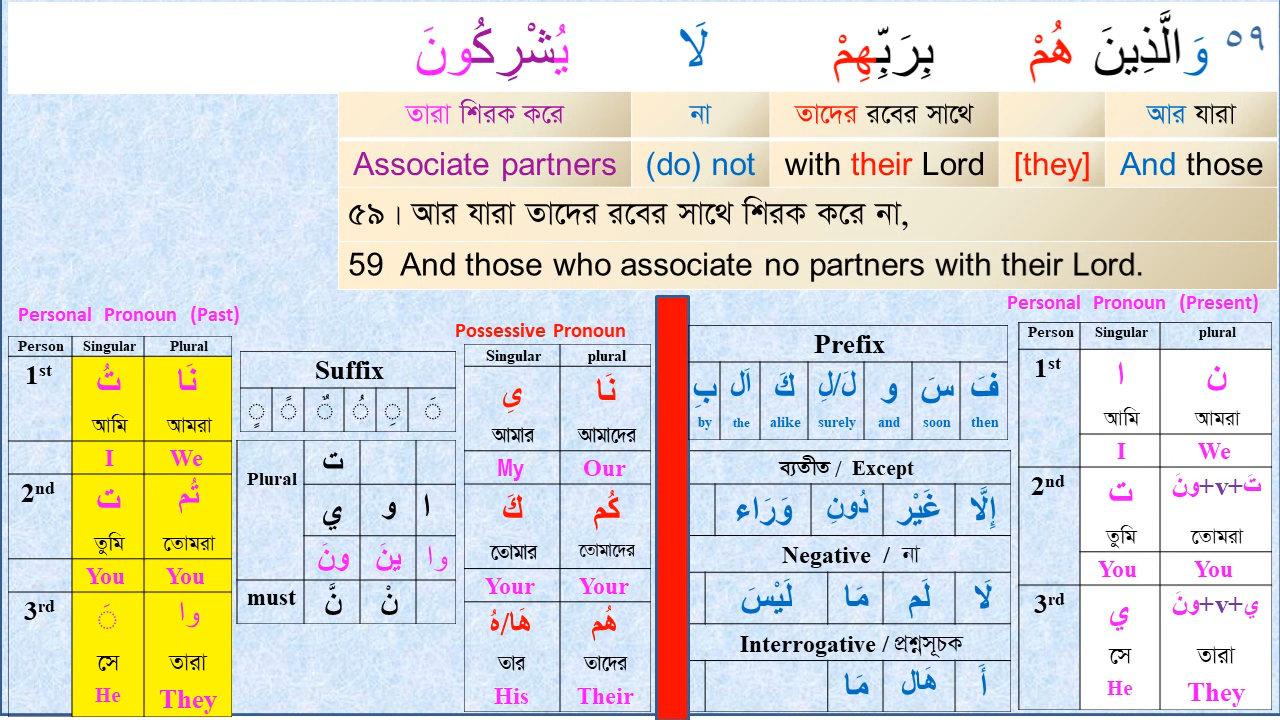 ٥٩ وَالَّذِينَ هُمْ بِرَبِّهِمْ لَا يُشْرِكُونَ
তারা শিরক করে না তাদের রবের সাথে আর যারা
Associate partners (do) not with their Lord [they] And those
৫৯। আর যারা তাদের রবের সাথে শিরক করে না,
59 And those who associate no partners with their Lord.
Personal Pronoun (Past)
Person Singular Plural
1st تُ نَا
আমি আমরা
I We
2nd ت تُم
তুমি তোমরা
You You
3rd َ وا
সে তারা
He They
Suffix
ٍ ً ٌ ُ ِ َ
Plural ت
ي و ا
ونَ ينَ وا
must نَّ نْ
Possessive Pronoun
Singular plural
يِ نَا
আমার আমাদের
My Our
كَ كُم
তোমার তোমাদের
Your Your
هَا/هُ هُم
তার তাদের
His Their
Prefix
بِ اَل كَ لَ/لِ و سَ فَ
by the alike surely and soon then
ব্যতীত / Except
وَرَاء دُونِ غَيْر إِلَّا
Negative / না
لَيْسَ مَا لَم لَا
Interrogative / প্রশ্নসূচক
مَا هَال أَ
Personal Pronoun (Present)
Person Singular plural
1st ا ن
আমি আমরা
I We
2nd ت تَ+v+ونَ
তুমি তোমরা
You You
3rd ي ي+v+ونَ
সে তারা
He They